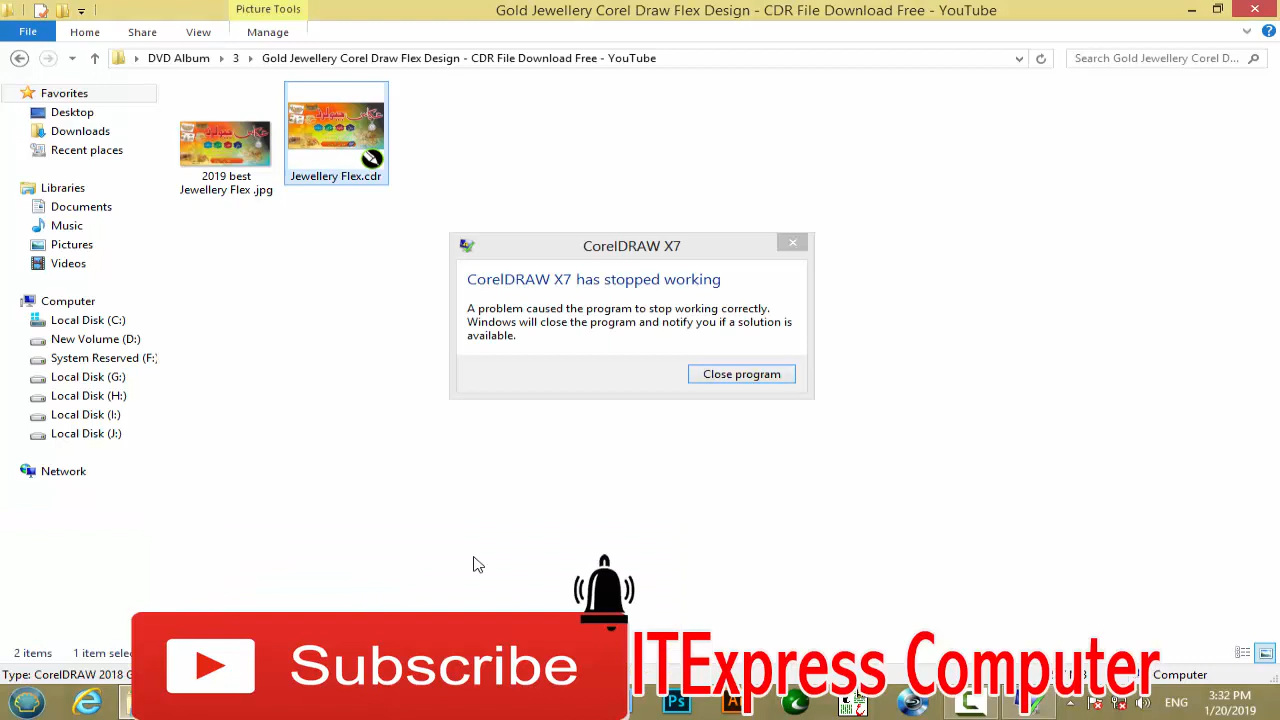 Picture Tools
Gold Jewellery Corel Draw Flex Design - CDR File Download Free - YouTube
File Home Share View Manage
DVD Album 3 Gold Jewellery Corel Draw Flex Design - CDR File Download Free - YouTube
Search Gold Jewellery Corel D...
Favorites
Desktop
Downloads
Recent places
Libraries
Documents
Music
Pictures
Videos
Computer
Local Disk (C:)
New Volume (D:)
System Reserved (F:)
Local Disk (G:)
Local Disk (H:)
Local Disk (I:)
Local Disk (J:)
Network
2019 best
Jewellery Flex .jpg
Jewellery Flex.cdr
CorelDRAW X7
CorelDRAW X7 has stopped working
A problem caused the program to stop working correctly.
Windows will close the program and notify you if a solution is
available.
Close program
2 items 1 item selec
Type: CorelDRAW 2018 G
Computer
Subscribe
ITExpress Computer
Ps
ENG
3:32 PM
1/20/2019